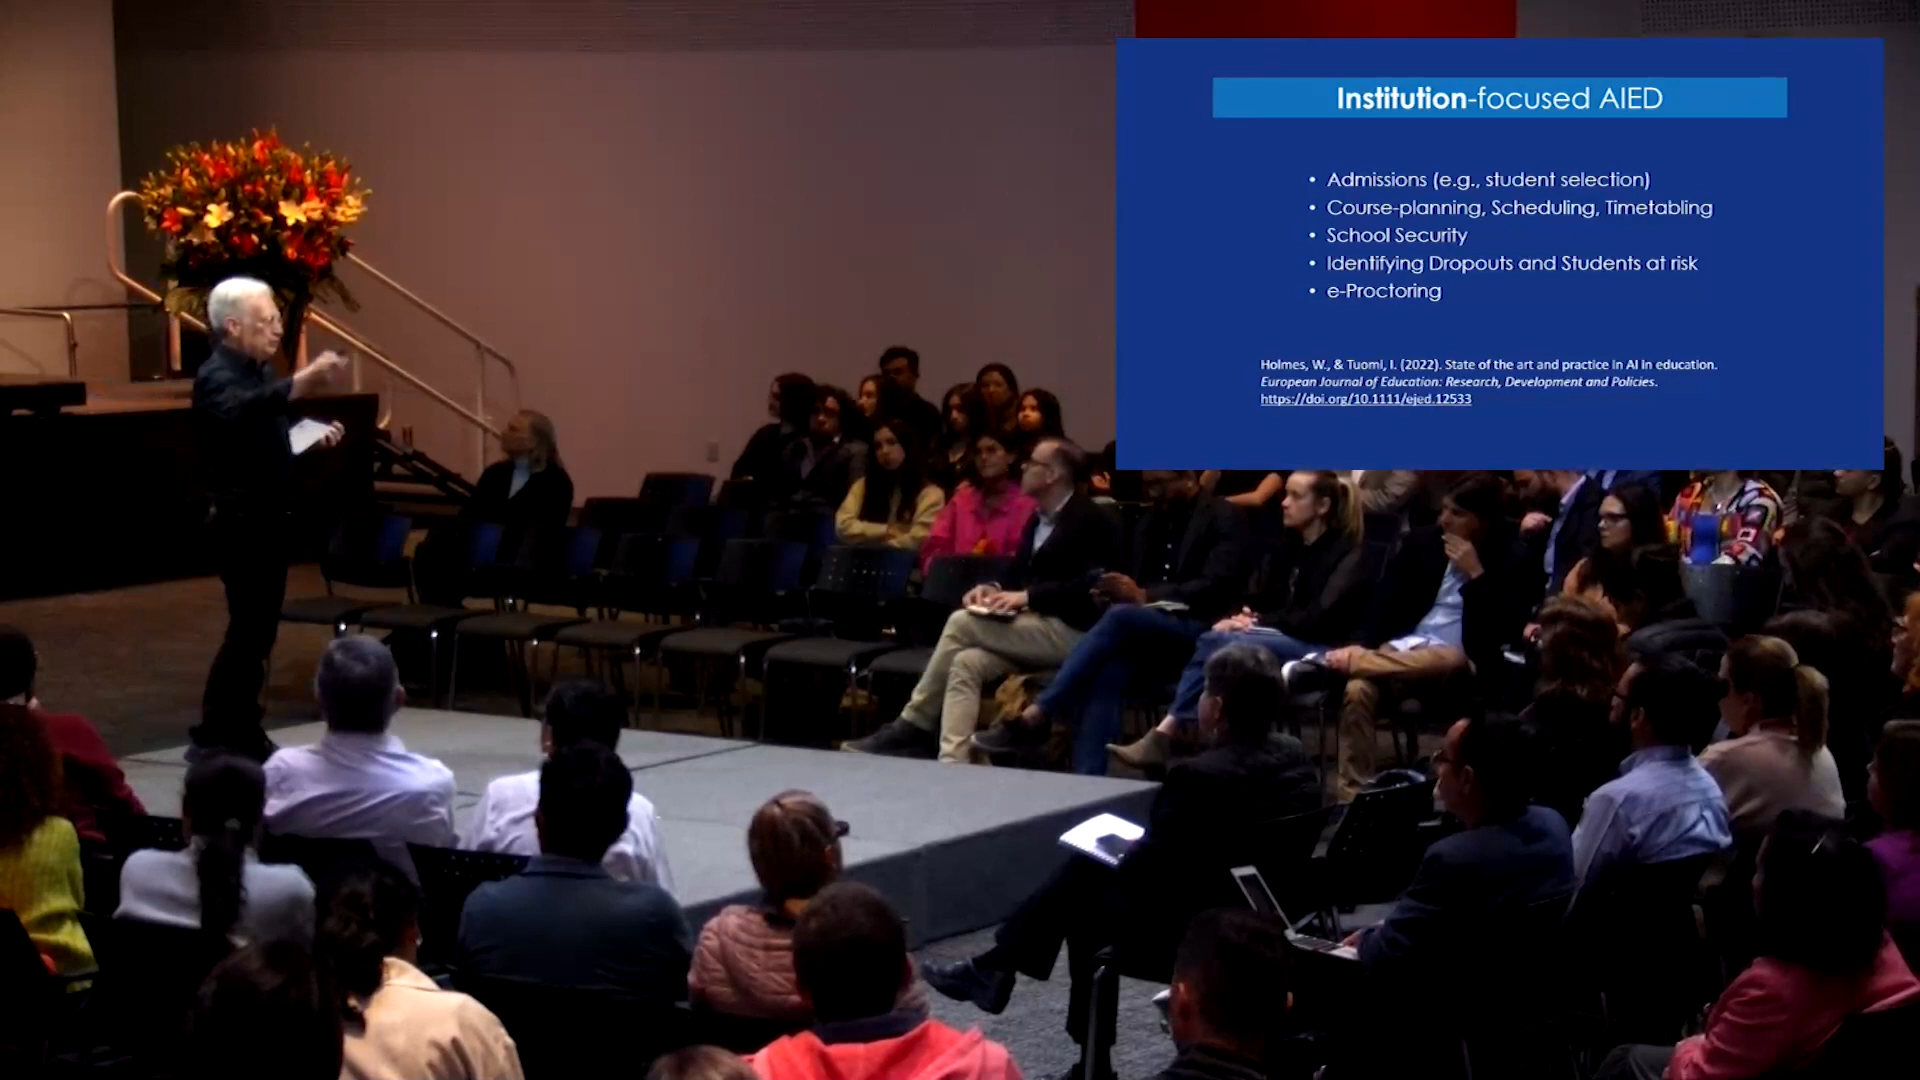 Institution-focused AIED
• Admissions (e.g., student selection)
• Course-planning, Scheduling, Timetabling
• School Security
• Identifying Dropouts and Students at risk
• e-Proctoring
Holmes, W., & Tuomi, I. (2022). State of the art and practice in AI in education.
European Journal of Education: Research, Development and Policies.
https://doi.org/10.1111/ejed.12533